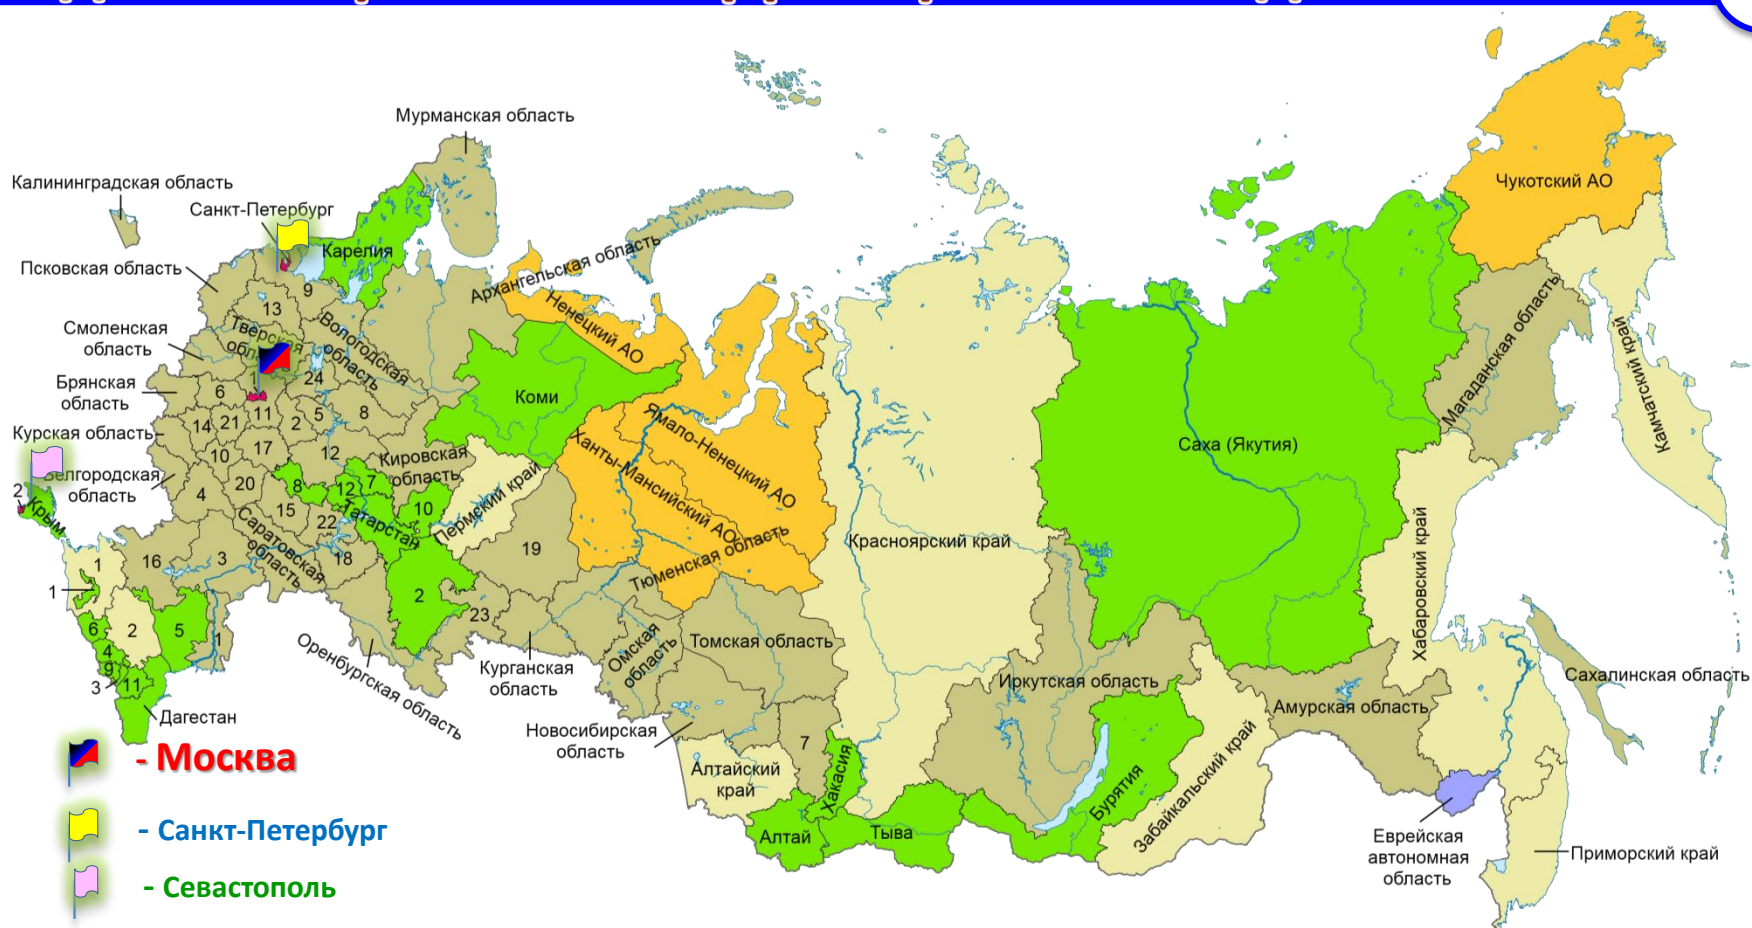 Мурманская область
Калининградская область
Санкт-Петербург
Чукотский АО
Карелия
Псковская область
Архангельская область
9
13
Ненецкий АО
Смоленская
область
Тверская
Вологодская
область
Брянская
область
6
1
24
Коми
14
21
11
2
5
8
Курская область
10
17
12
Кировская
область
Белгородская
область
4
20
8
12
7
10
Татарстан
Пермский край
Ханты-Мансийский АО
Ямало-Ненецкий АО
Саха (Якутия)
Магаданская область
Камчатский край
2
Крым
15
22
Саратовская
область
16
3
18
19
Тюменская область
Красноярский край
Хабаровский край
1
1
2
6
2
5
1
23
4
9
3
11
Дагестан
Оренбургская область
Курганская
область
Омская
область
Томская область
Новосибирская
область
7
Иркутская область
Амурская область
Сахалинская область
Алтайский
край
Хакасия
Алтай
Тыва
Бурятия
Забайкальский край
Еврейская
автономная
область
Приморский край
- Москва
- Санкт-Петербург
- Севастополь